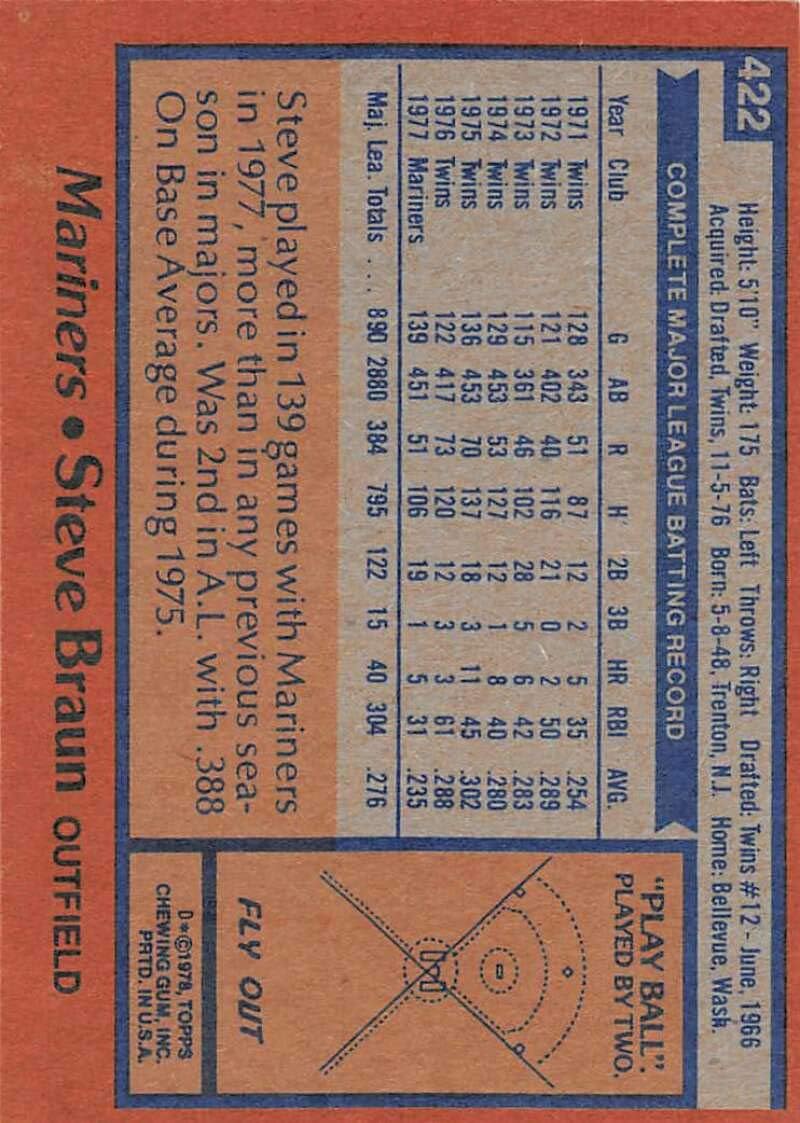 422
Height: 5'10" Weight: 175 Bats: Left Throws: Right Drafted: Twins #12 - June, 1966
Acquired: Drafted, Twins, 11-5-76 Born: 5-8-48, Trenton, N.J. Home: Bellevue, Wash.
COMPLETE MAJOR LEAGUE BATTING RECORD
Year Club G AB R H 2B 3B HR RBI AVG.
1971 Twins 128 343 51 87 12 2 5 35 .254
1972 Twins 121 402 40 116 21 0 2 50 .289
1973 Twins 115 361 46 102 28 5 6 42 .283
1974 Twins 129 453 53 127 12 1 8 40 .280
1975 Twins 136 453 70 137 18 3 11 45 .302
1976 Twins 122 417 73 120 12 3 3 61 .288
1977 Mariners 139 451 51 106 19 1 5 31 .235
Maj. Lea. Totals .... 890 2880 384 795 122 15 40 304 .276
Steve played in 139 games with Mariners
in 1977, more than in any previous sea-
son in majors. Was 2nd in A.L. with .388
On Base Average during 1975.
"PLAY BALL".
PLAYED BY TWO.
FLY OUT
D*©1978, TOPPS
CHEWING GUM, INC.
PRTD. IN U.S.A.
Mariners • Steve Braun OUTFIELD